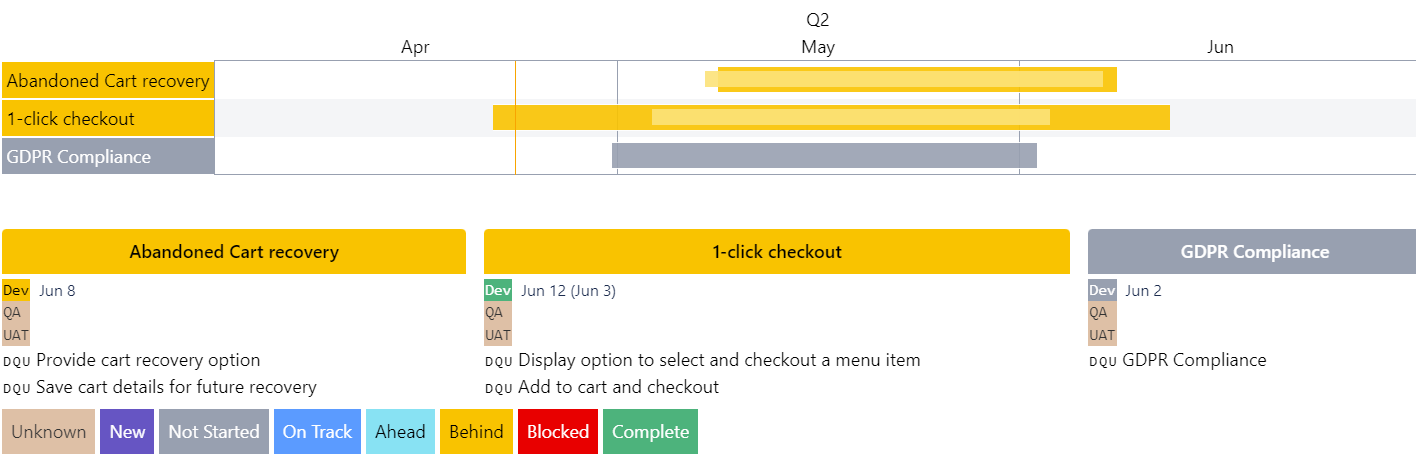 Q2
Apr May Jun
Abandoned Cart recovery
1-click checkout
GDPR Compliance
Abandoned Cart recovery
Dev Jun 8
QA
UAT
DQU Provide cart recovery option
DQU Save cart details for future recovery
1-click checkout
Dev Jun 12 (Jun 3)
QA
UAT
DQU Display option to select and checkout a menu item
DQU Add to cart and checkout
GDPR Compliance
Dev Jun 2
QA
UAT
DQU GDPR Compliance
Unknown New Not Started On Track Ahead Behind Blocked Complete